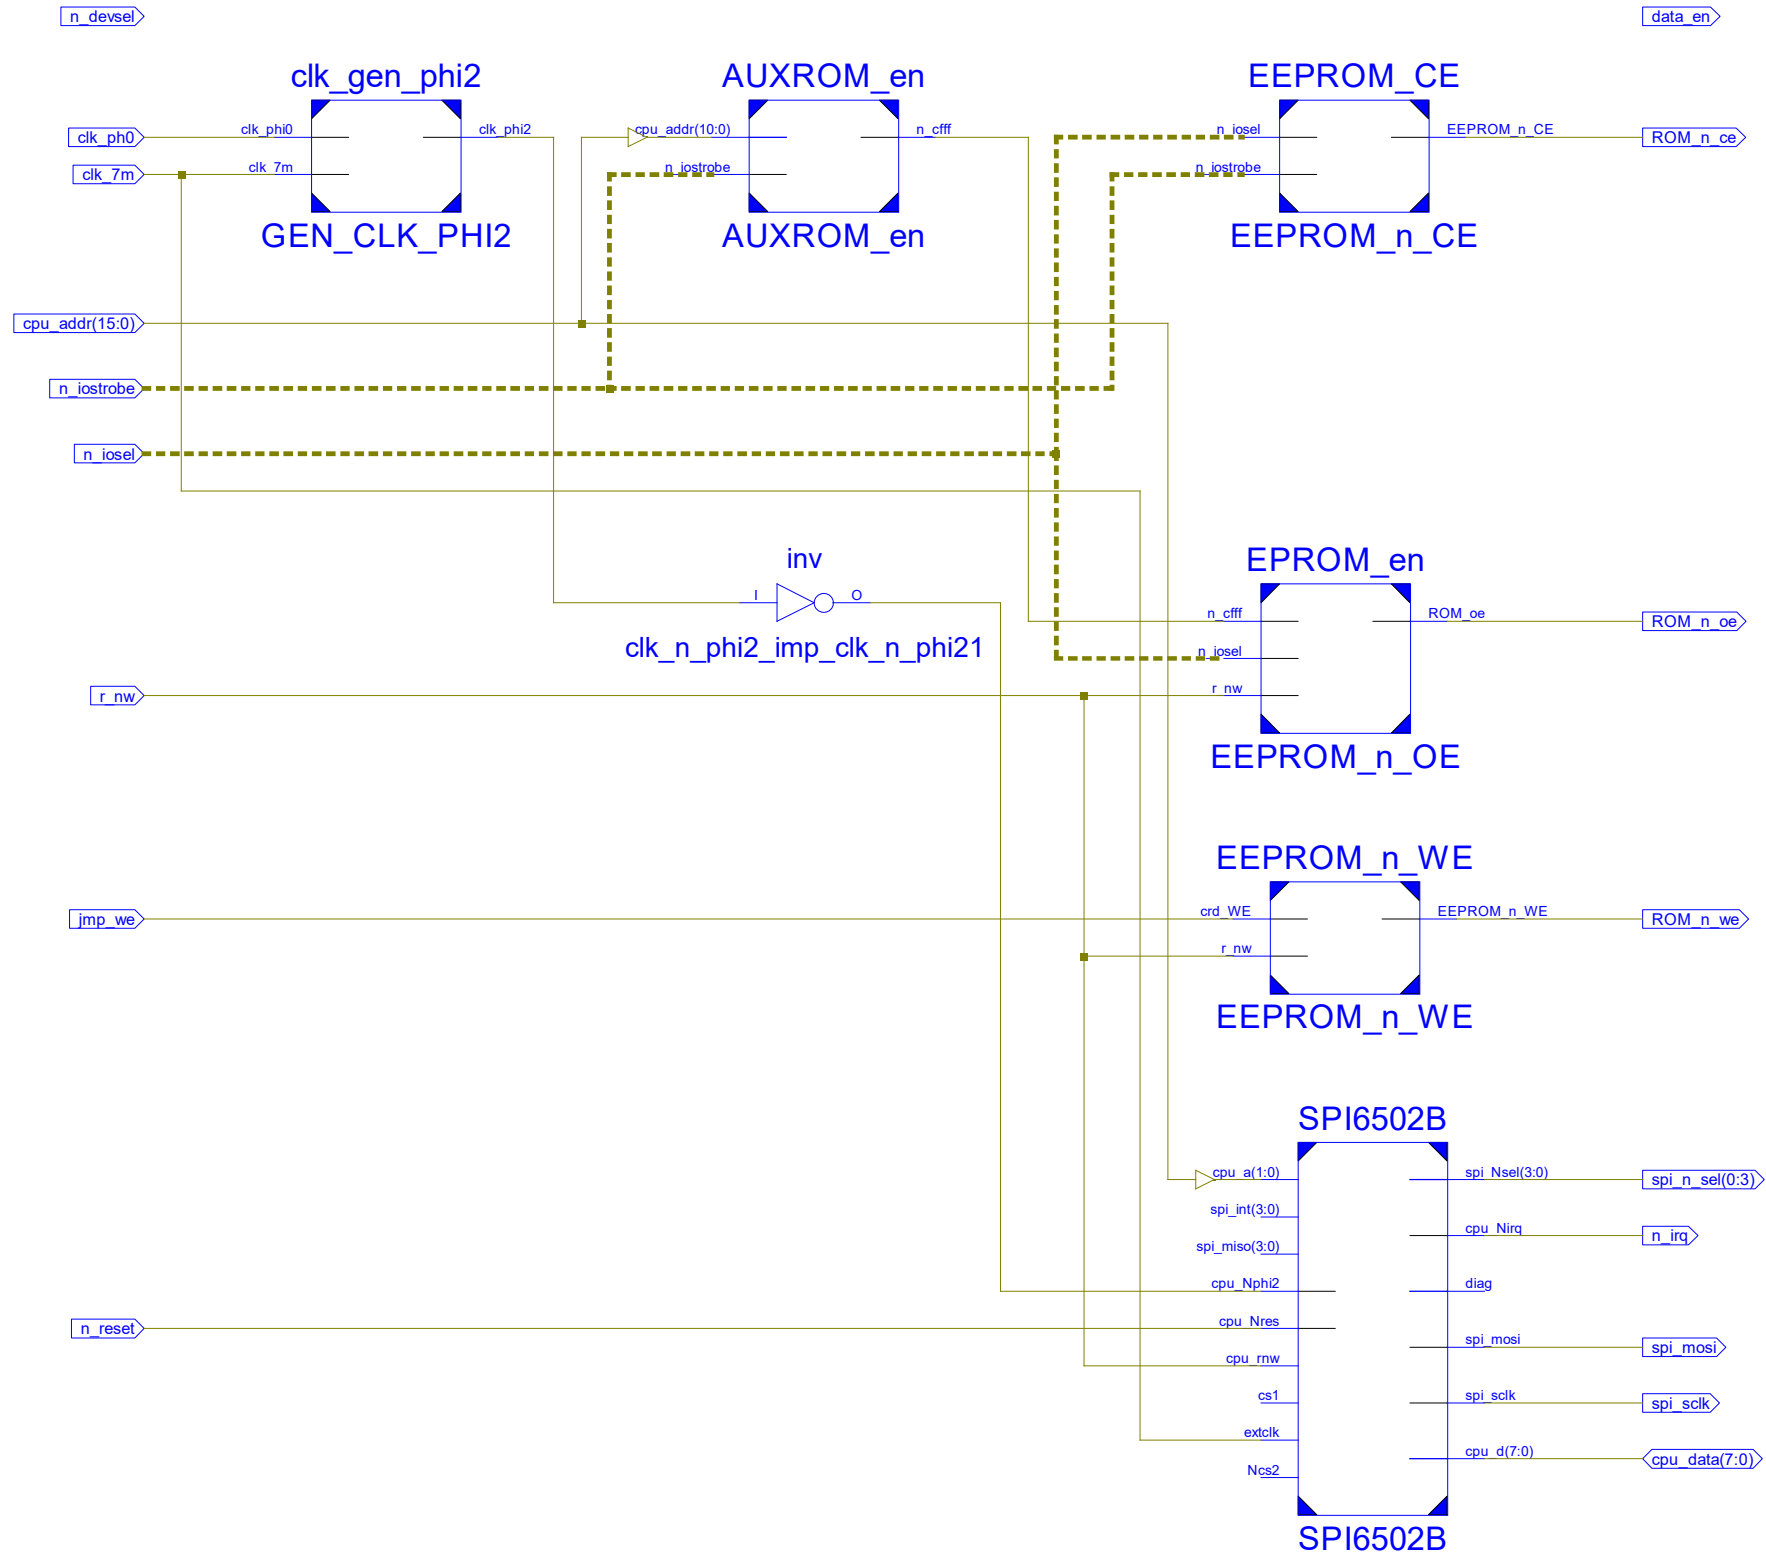 n_devsel
data_en
clk_gen_phi2
AUXROM_en
EEPROM_CE
clk_ph0
clk_phi0
clk_phi2
cpu_addr(10:0)
n_cfff
n_iosel
EEPROM_n_CE
ROM_n_ce
clk_7m
clk_7m
n_iostrobe
n_iostrobe
GEN_CLK_PHI2
AUXROM_en
EEPROM_n_CE
cpu_addr(15:0)
n_iostrobe
n_iosel
inv
EPROM_en
I
O
n_cfff
ROM_oe
ROM_n_oe
clk_n_phi2_imp_clk_n_phi21
n_iosel
r_nw
r_nw
EEPROM_n_OE
EEPROM_n_WE
jmp_we
crd_WE
EEPROM_n_WE
ROM_n_we
r_nw
EEPROM_n_WE
SPI6502B
cpu_a(1:0)
spi_Nsel(3:0)
spi_n_sel(0:3)
spi_int(3:0)
cpu_Nirq
n_irq
spi_miso(3:0)
cpu_Nphi2
diag
n_reset
cpu_Nres
spi_mosi
spi_mosi
cpu_rnw
cs1
spi_sclk
spi_sclk
extclk
cpu_d(7:0)
cpu_data(7:0)
Ncs2
SPI6502B